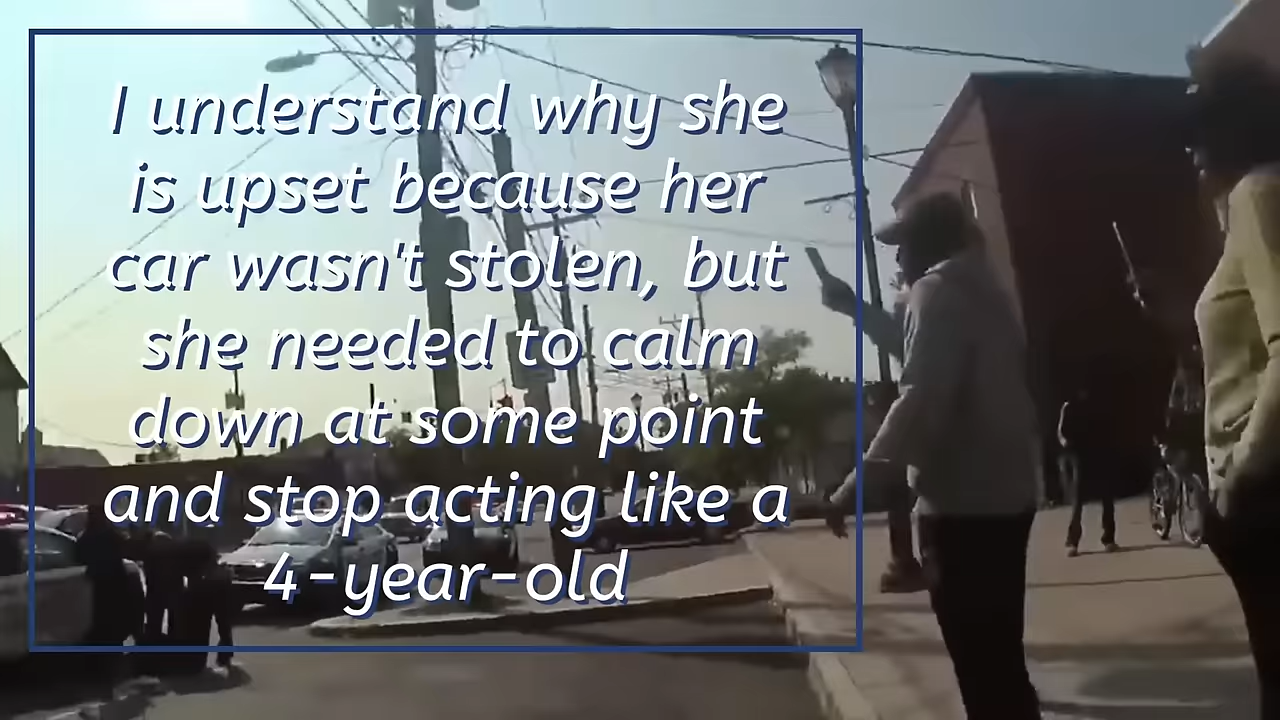 I understand why she
is upset because her
car wasn't stolen, but
she needed to calm
down at some point
and stop acting like a
4-year-old